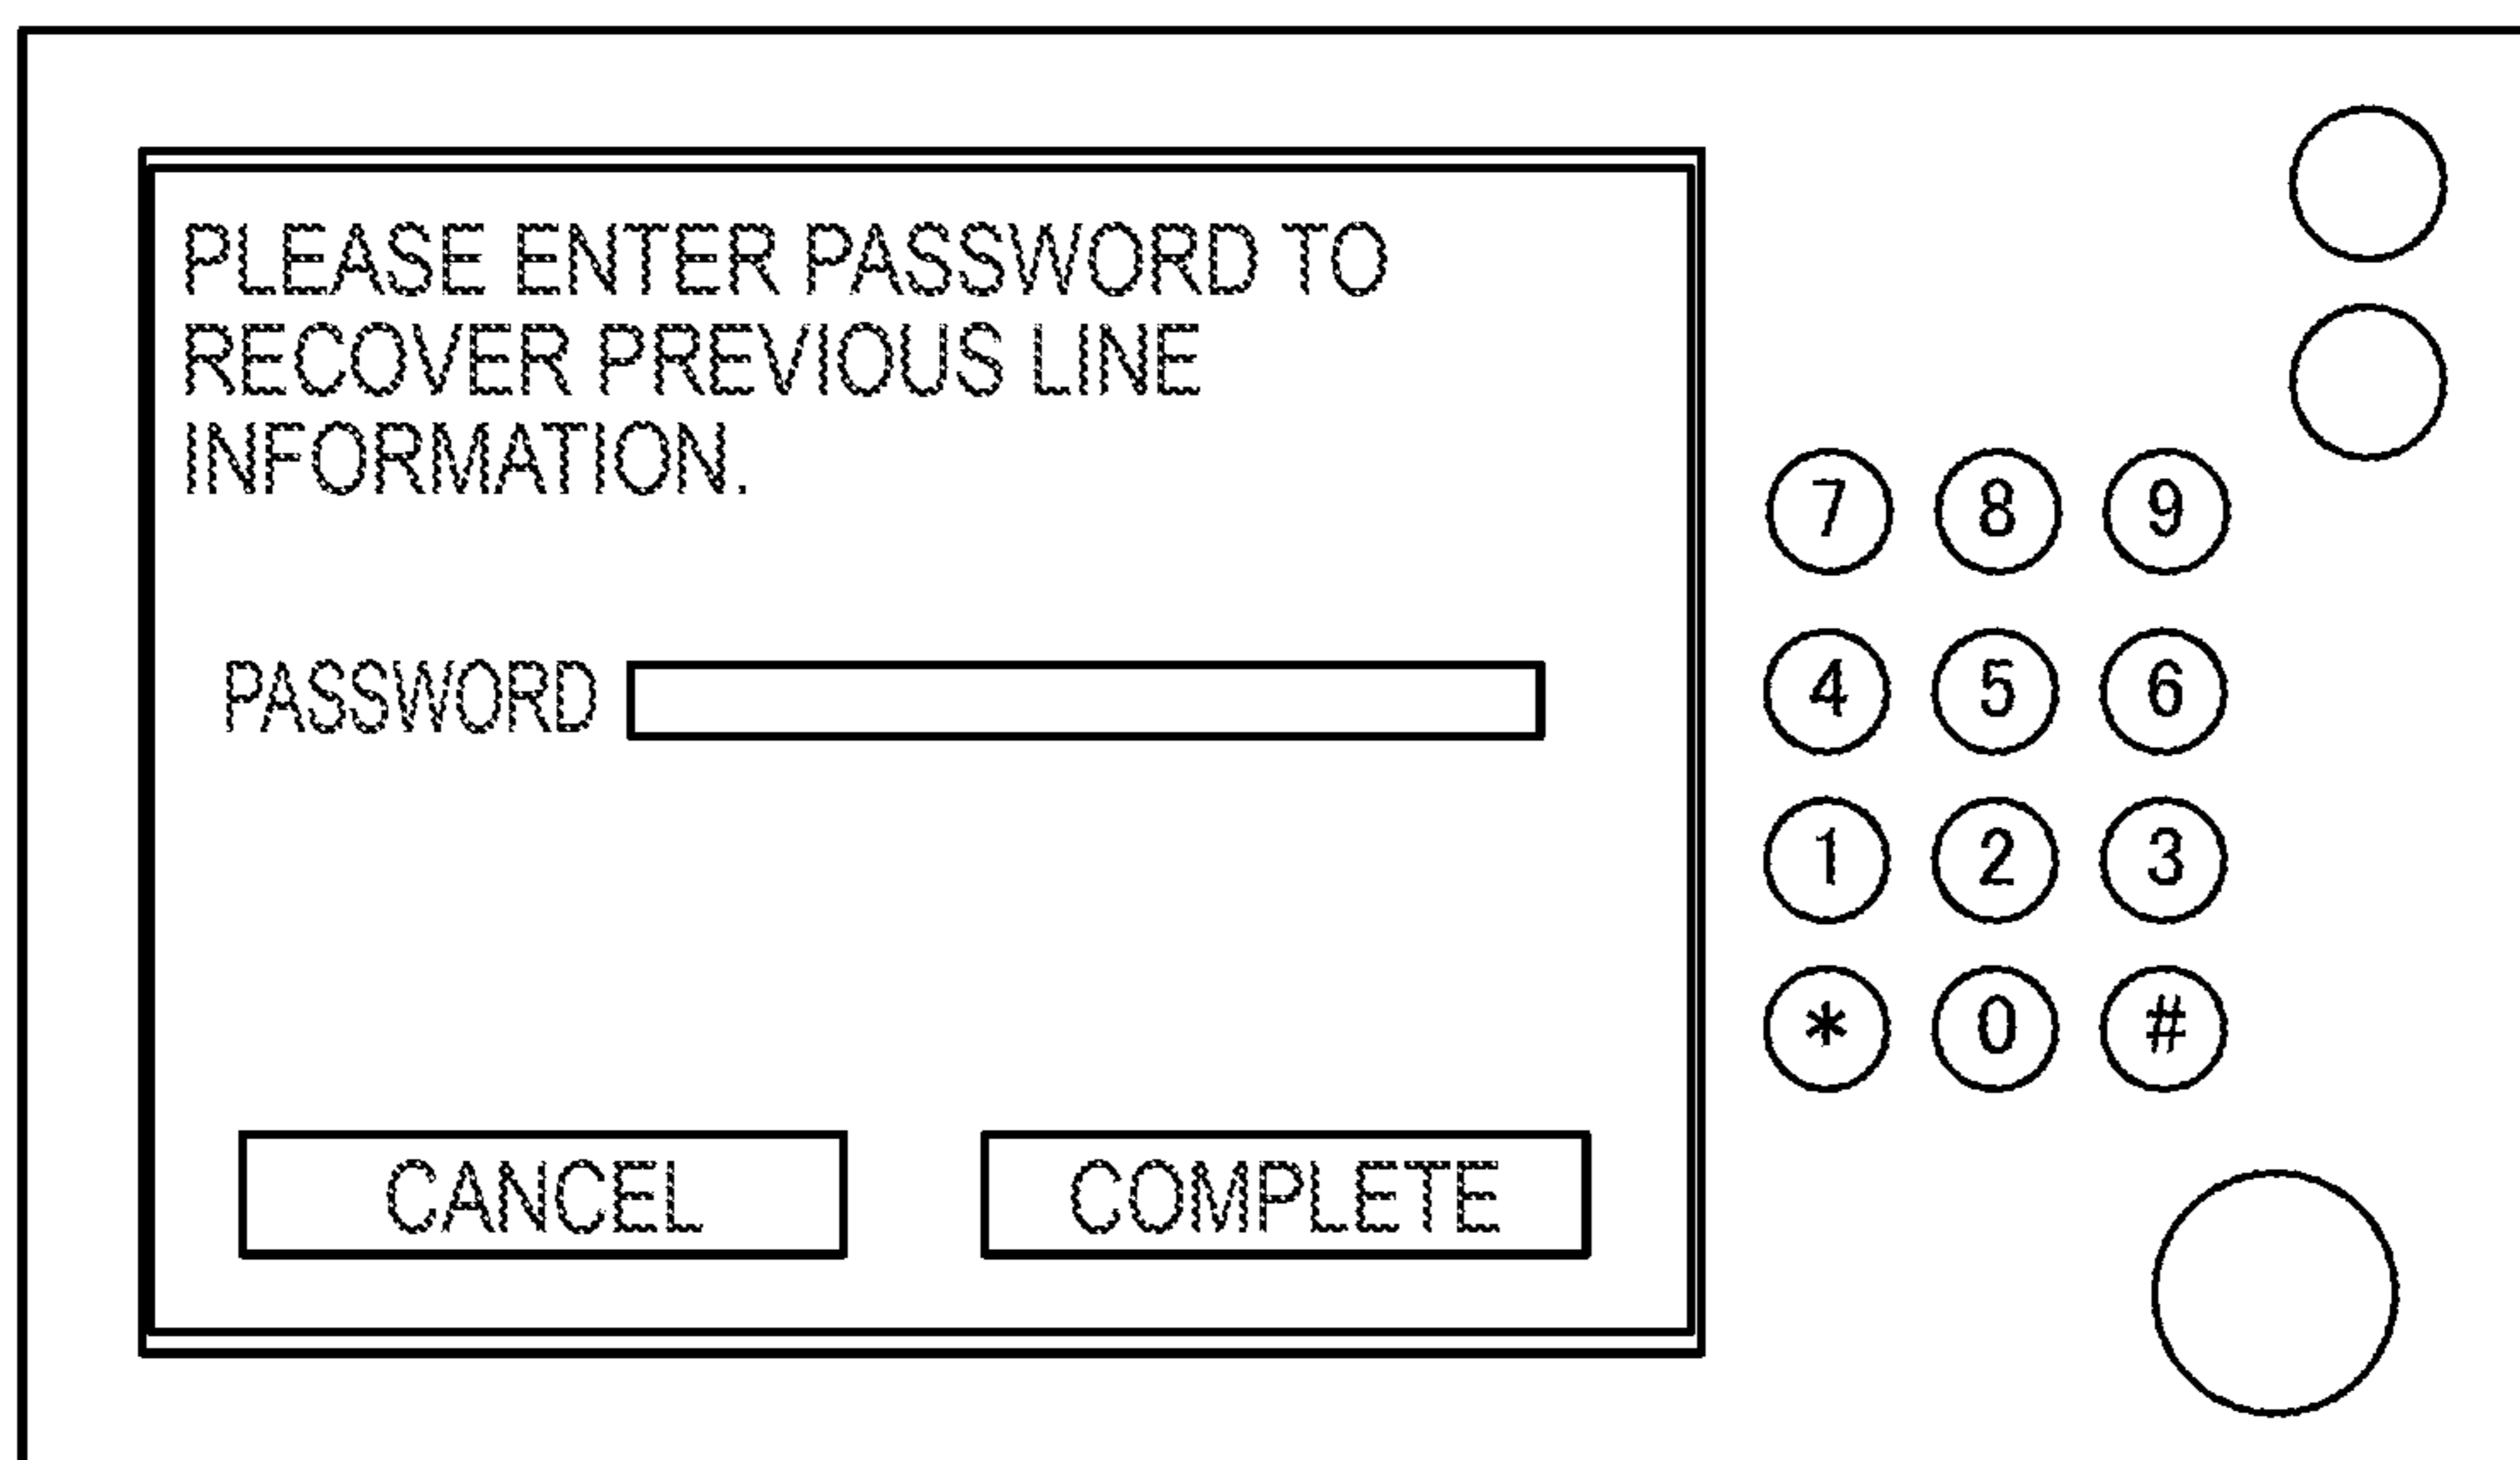 PLEASE ENTER PASSWORD TO
RECOVER PREVIOUS LINE
INFORMATION.
PASSWORD
CANCEL COMPLETE
7 8 9
4 5 6
1 2 3
* 0 #